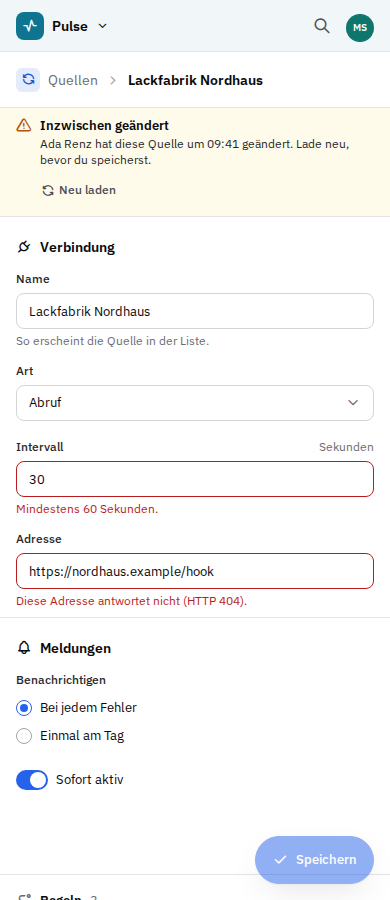 Pulse
MS
Quellen
Lackfabrik Nordhaus
Inzwischen geändert
Ada Renz hat diese Quelle um 09:41 geändert. Lade neu,
bevor du speicherst.
Neu laden
Verbindung
Name
Lackfabrik Nordhaus
So erscheint die Quelle in der Liste.
Art
Abruf
Intervall Sekunden
30
Mindestens 60 Sekunden.
Adresse
https://nordhaus.example/hook
Diese Adresse antwortet nicht (HTTP 404).
Meldungen
Benachrichtigen
Bei jedem Fehler
Einmal am Tag
Sofort aktiv
Speichern
Regeln